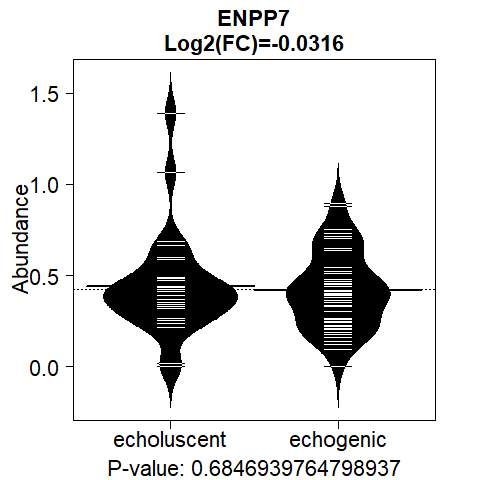 ENPP7
Log2(FC)=-0.0316
Abundance
1.5
1.0
0.5
0.0
echoluscent
echogenic
P-value: 0.6846939764798937